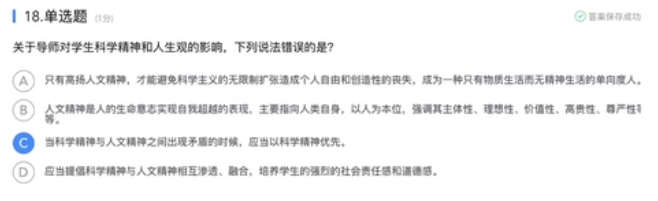 18.单选题 (1分)
答案保存成功
关于导师对学生科学精神和人生观的影响，下列说法错误的是?
A 只有高扬人文精神，才能避免科学主义的无限制扩张造成个人自由和创造性的丧失，成为一种只有物质生活而无精神生活的单向度人。
B 人文精神是人的生命意志实现自我超越的表现，主要指向人类自身，以人为本位，强调其主体性、理想性、价值性、高贵性、尊严性
等。
C 当科学精神与人文精神之间出现矛盾的时候，应当以科学精神优先。
D 应当提倡科学精神与人文精神相互渗透、融合，培养学生的强烈的社会责任感和道德感。